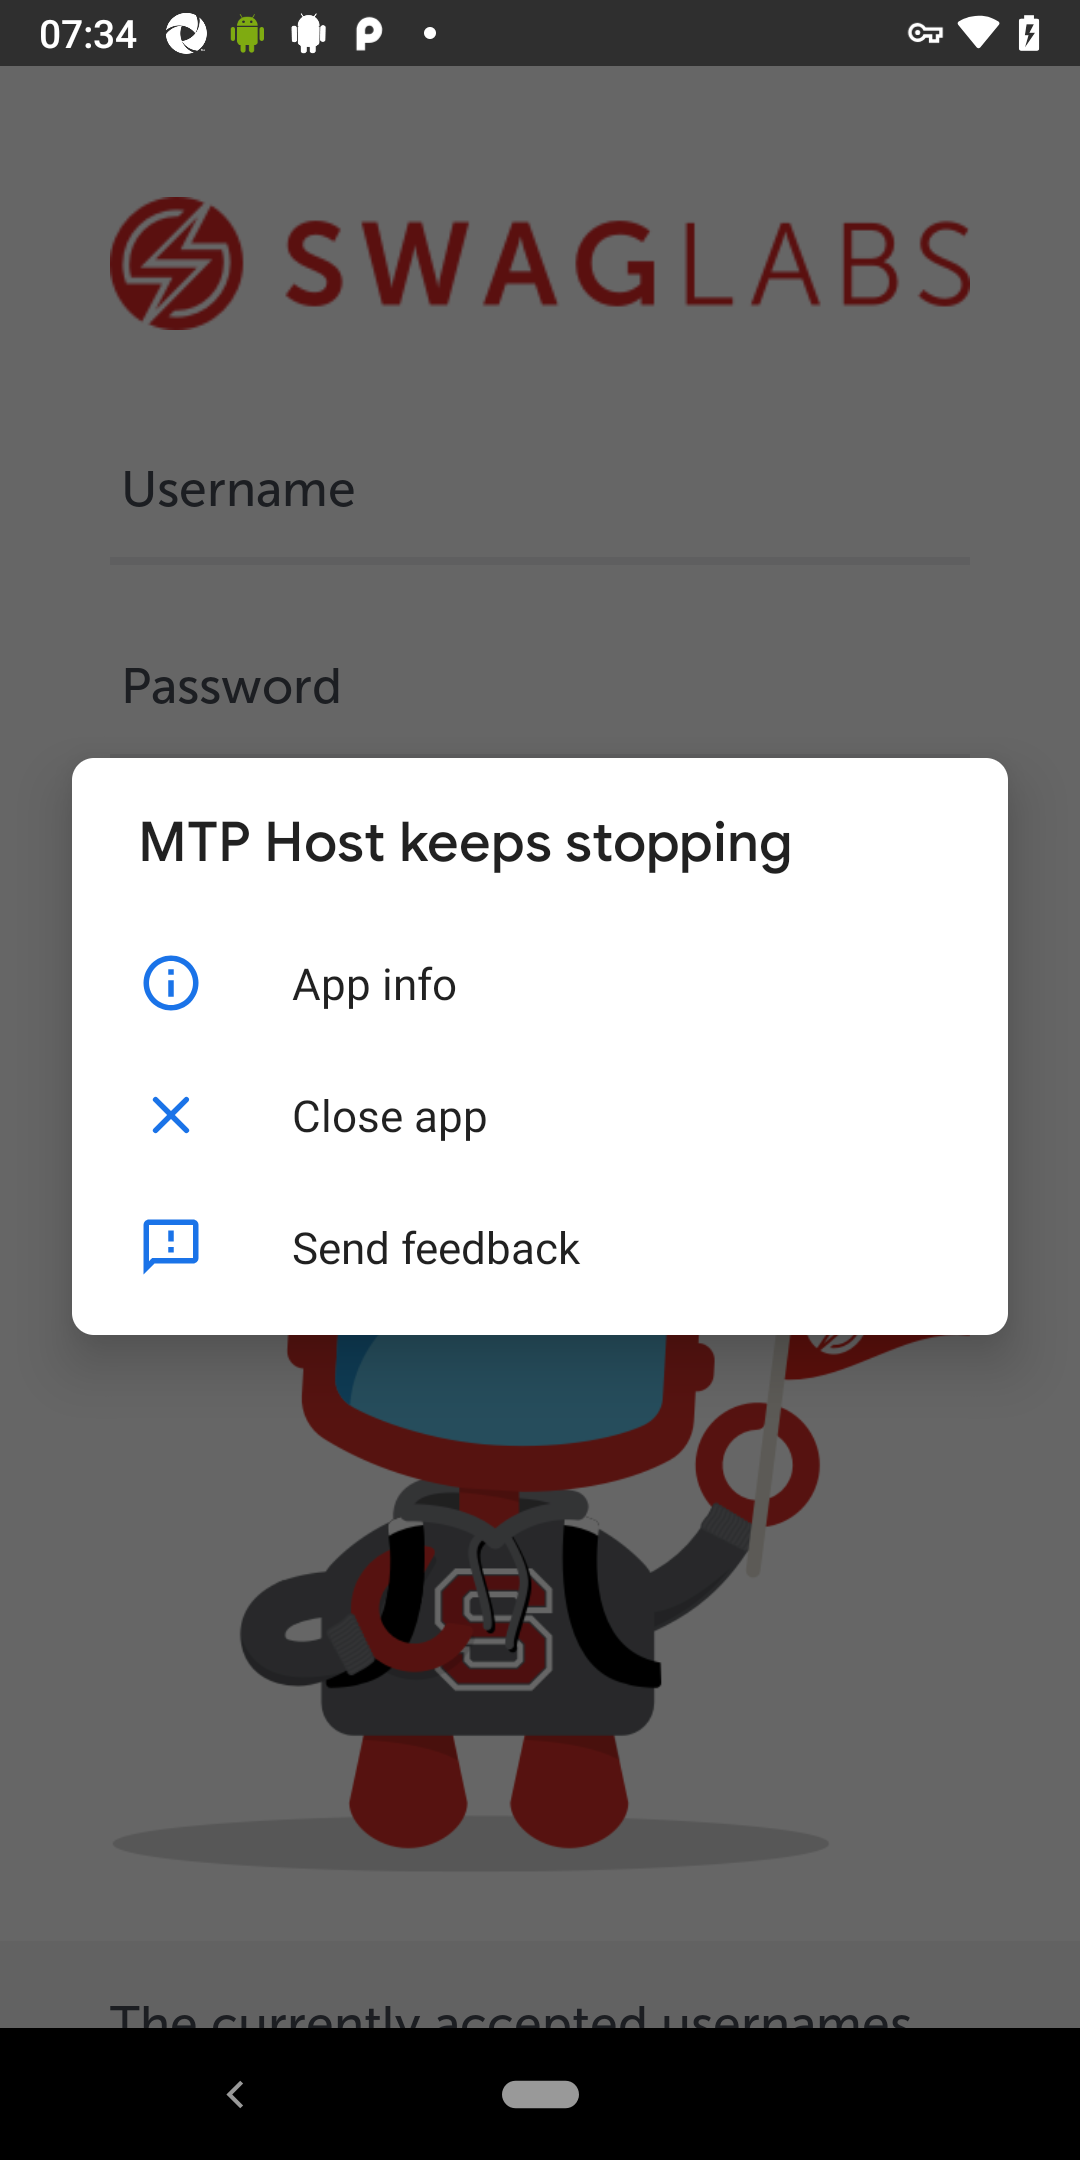 07:34
SWAGLABS
Username
Password
MTP Host keeps stopping
App info
Close app
Send feedback
S
The currently accepted usernames